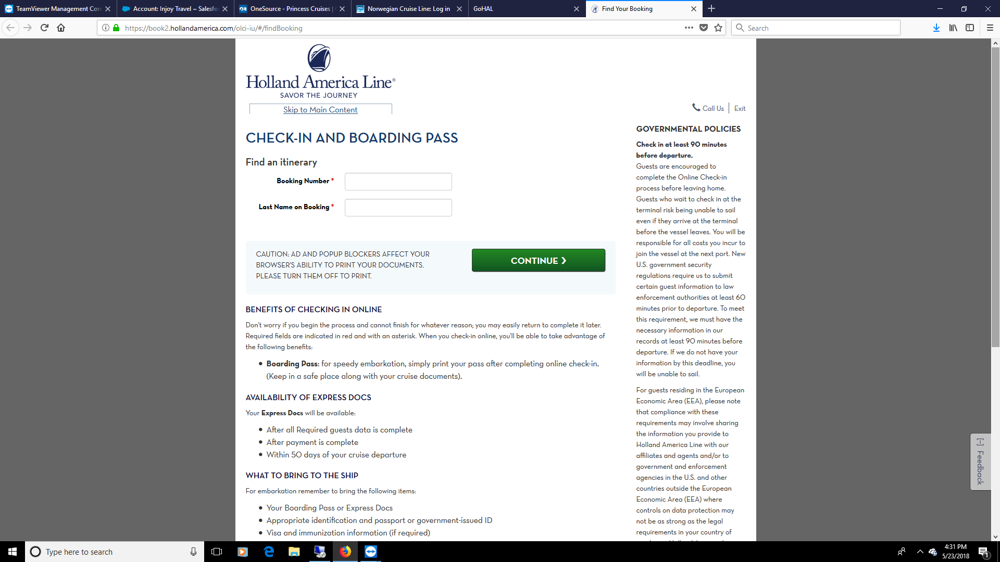 TeamViewer Management Con
Account: Injoy Travel ~ Salesfo
OneSource - Princess Cruises |
Norwegian Cruise Line: Log in
GoHAL
Find Your Booking
https://book2.hollandamerica.com/olci-iu/#/findBooking
Search
Holland America Line®
SAVOR THE JOURNEY
Skip to Main Content
Call Us
Exit
CHECK-IN AND BOARDING PASS
Find an itinerary
Booking Number *
Last Name on Booking *
CAUTION: AD AND POPUP BLOCKERS AFFECT YOUR
BROWSER'S ABILITY TO PRINT YOUR DOCUMENTS.
PLEASE TURN THEM OFF TO PRINT.
CONTINUE ❯
BENEFITS OF CHECKING IN ONLINE
Don't worry if you begin the process and cannot finish for whatever reason; you may easily return to complete it later.
Required fields are indicated in red and with an asterisk. When you check-in online, you'll be able to take advantage of
the following benefits:
• Boarding Pass: for speedy embarkation, simply print your pass after completing online check-in.
(Keep in a safe place along with your cruise documents).
AVAILABILITY OF EXPRESS DOCS
Your Express Docs will be available:
• After all Required guests data is complete
• After payment is complete
• Within 50 days of your cruise departure
WHAT TO BRING TO THE SHIP
For embarkation remember to bring the following items:
• Your Boarding Pass or Express Docs
• Appropriate identification and passport or government-issued ID
• Visa and immunization information (if required)
GOVERNMENTAL POLICIES
Check in at least 90 minutes
before departure.
Guests are encouraged to
complete the Online Check-in
process before leaving home.
Guests who wait to check in at the
terminal risk being unable to sail
even if they arrive at the terminal
before the vessel leaves. You will be
responsible for all costs you incur to
join the vessel at the next port. New
U.S. government security
regulations require us to submit
certain guest information to law
enforcement authorities at least 60
minutes prior to departure. To meet
this requirement, we must have the
necessary information in our
records at least 90 minutes before
departure. If we do not have your
information by this deadline, you
will be unable to sail.
For guests residing in the European
Economic Area (EEA), please note
that compliance with these
requirements may involve sharing
the information you provide to
Holland America Line with our
affiliates and agents and/or to
government and enforcement
agencies in the U.S. and other
countries outside the European
Economic Area (EEA) where
controls on data protection may
not be as strong as the legal
requirements in your country of
[-] Feedback
Type here to search
4:31 PM
5/23/2018
1